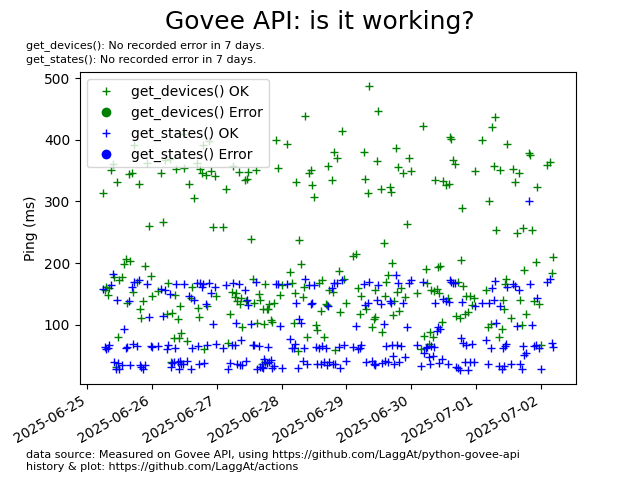 Govee API: is it working?
get_devices(): No recorded error in 7 days.
get_states(): No recorded error in 7 days.
500
400
300
200
100
Ping (ms)
get_devices() OK
get_devices() Error
get_states() OK
get_states() Error
2025-06-25
2025-06-26
2025-06-27
2025-06-28
2025-06-29
2025-06-30
2025-07-01
2025-07-02
data source: Measured on Govee API, using https://github.com/LaggAt/python-govee-api
history & plot: https://github.com/LaggAt/actions